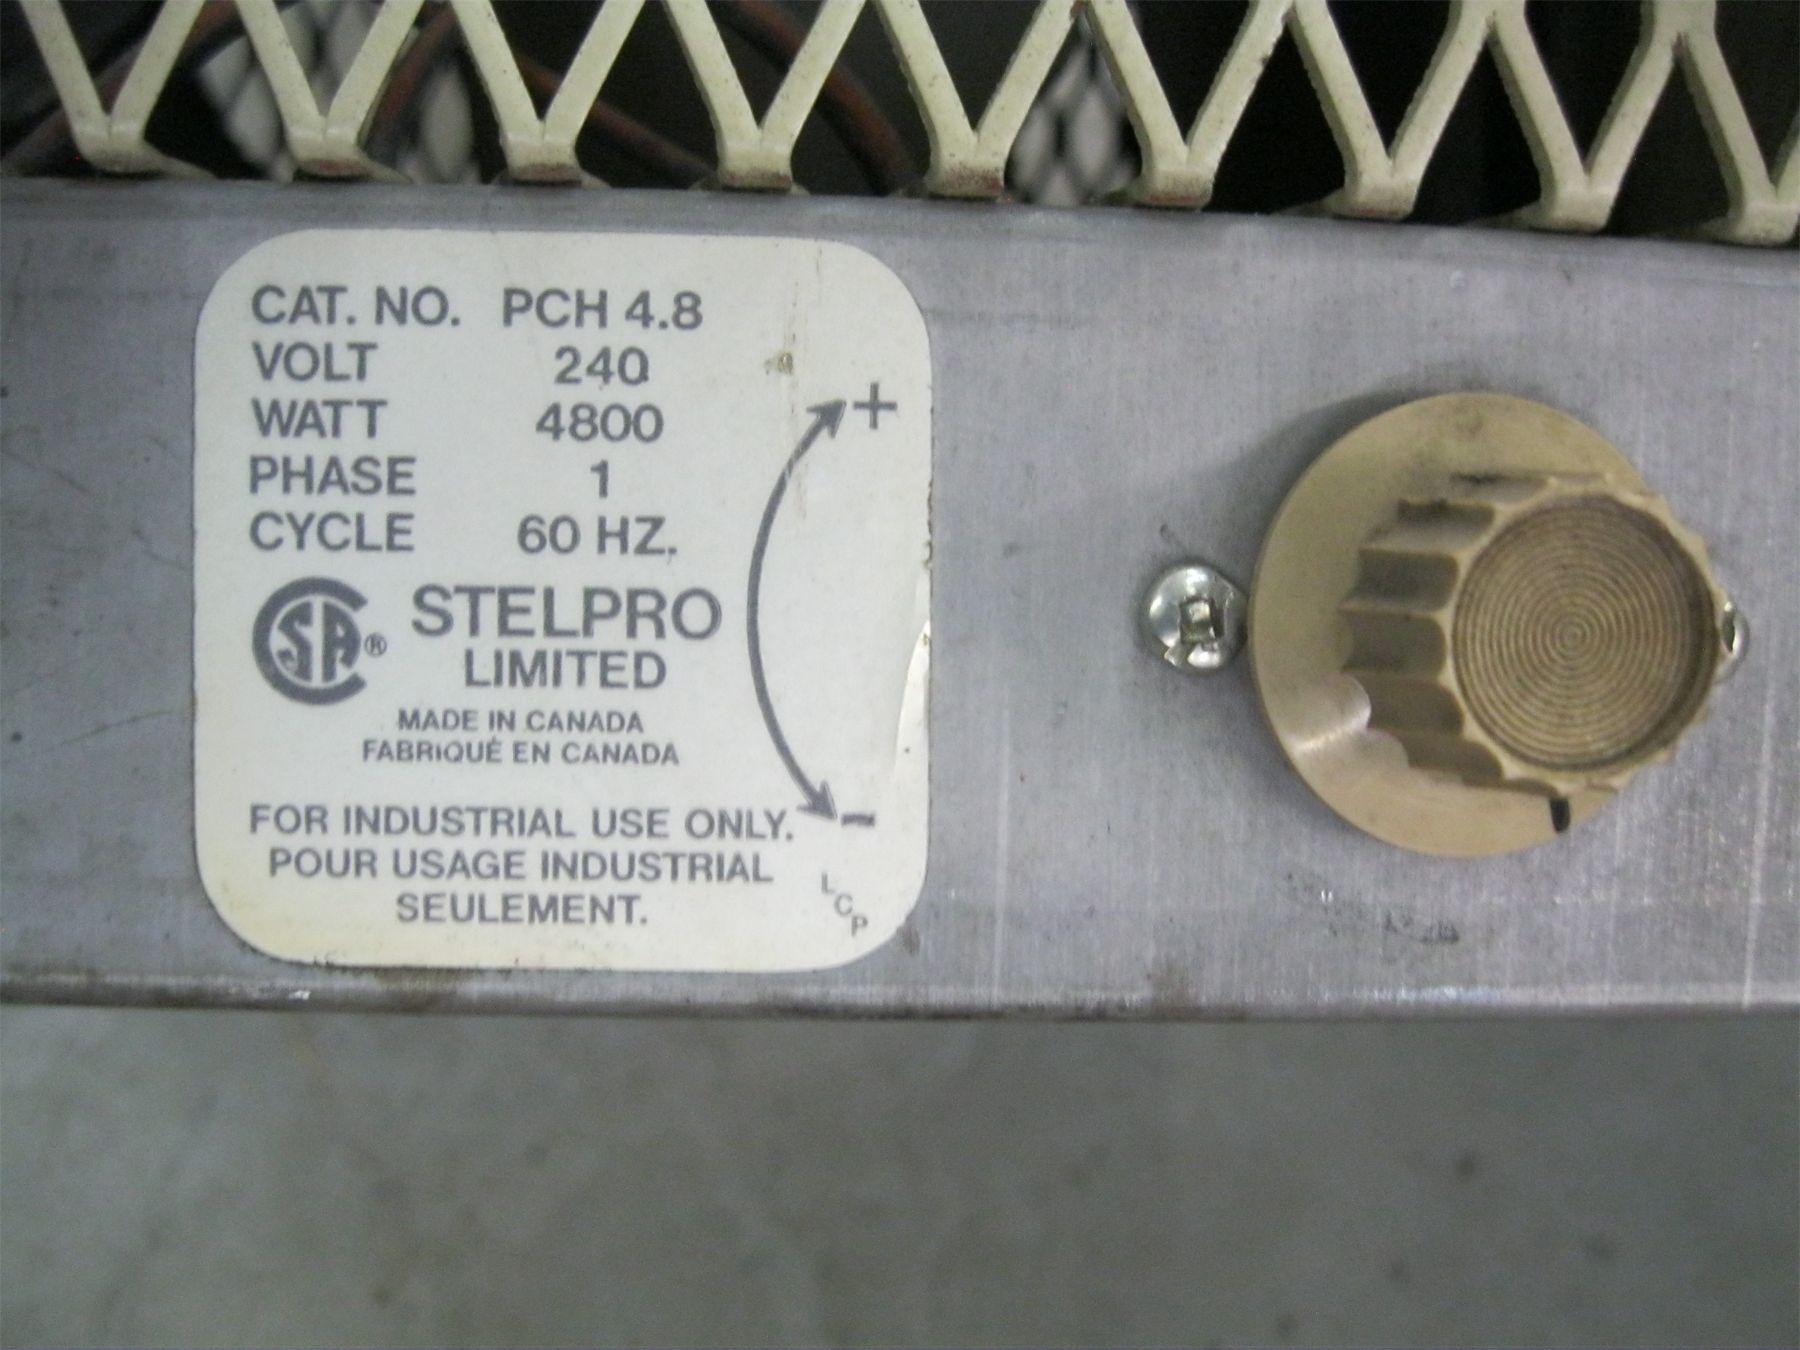 CAT. NO. PCH 4.8
VOLT 240
WATT 4800
PHASE 1
CYCLE 60 HZ.
SA® STELPRO
LIMITED
MADE IN CANADA
FABRIQUÉ EN CANADA
FOR INDUSTRIAL USE ONLY.
POUR USAGE INDUSTRIAL
SEULEMENT.
+
-
LCP